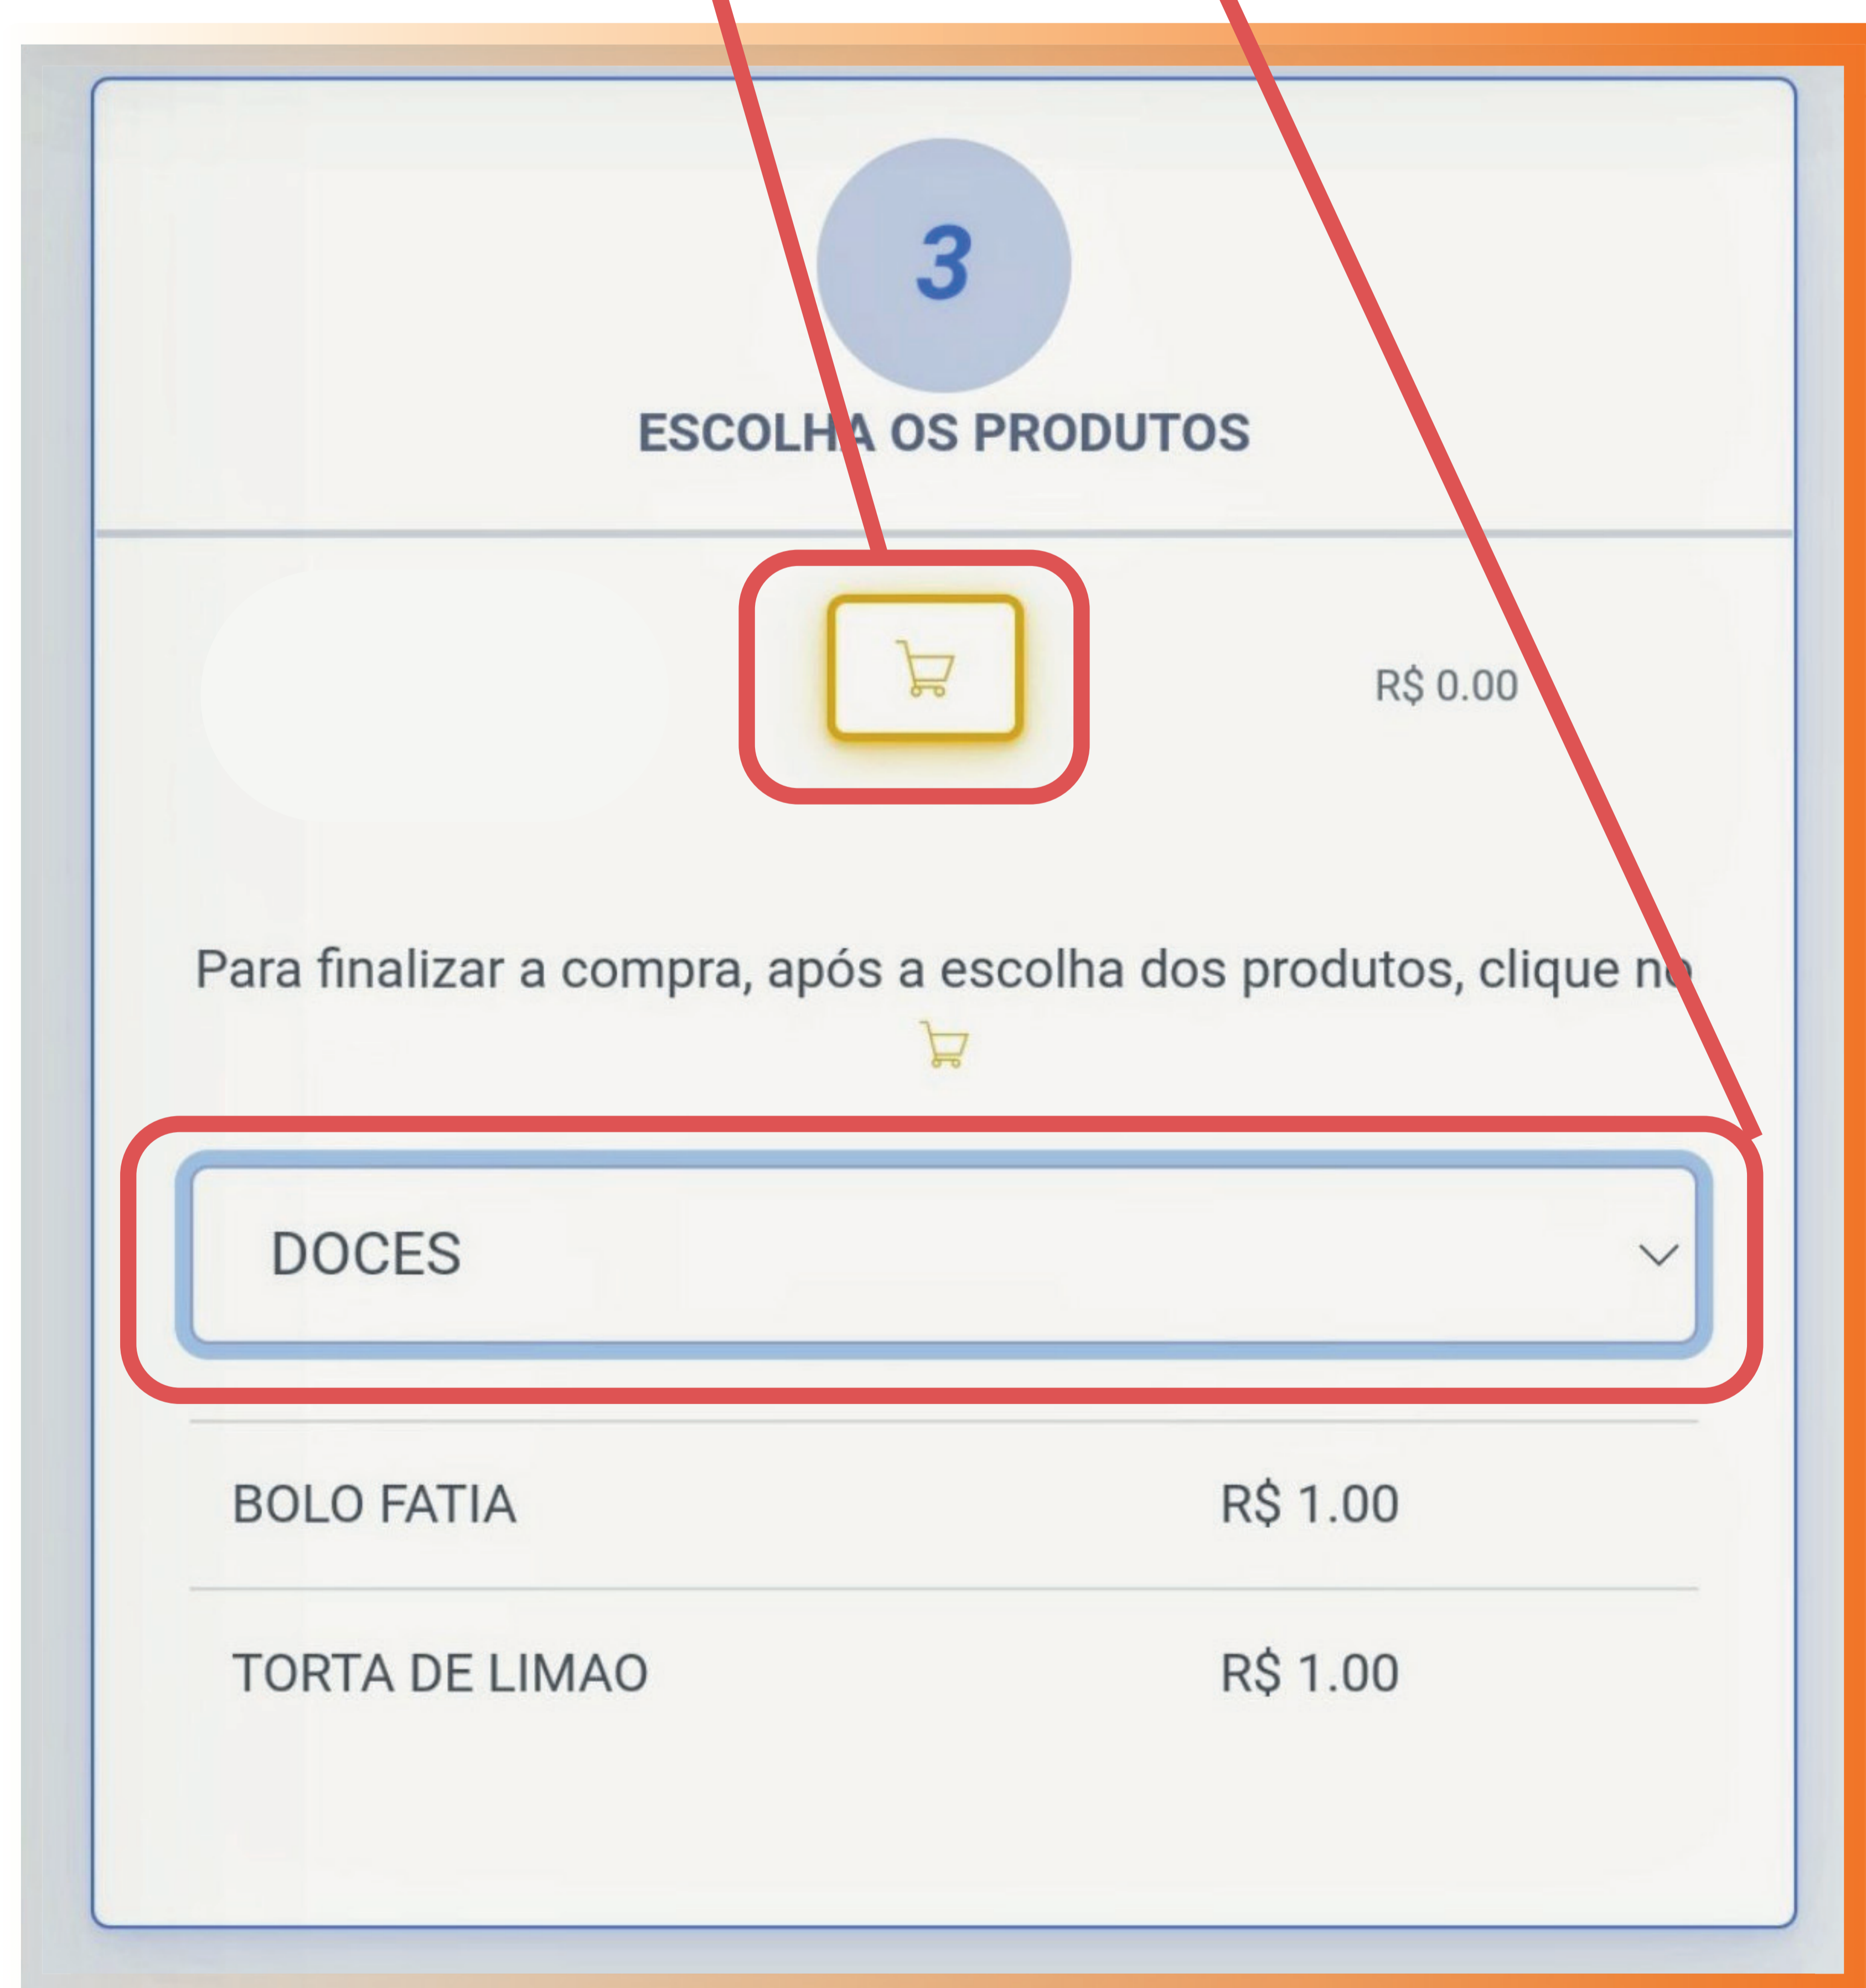 3
ESCOLHA OS PRODUTOS
R$ 0.00
Para finalizar a compra, após a escolha dos produtos, clique no
DOCES
BOLO FATIA R$ 1.00
TORTA DE LIMAO R$ 1.00